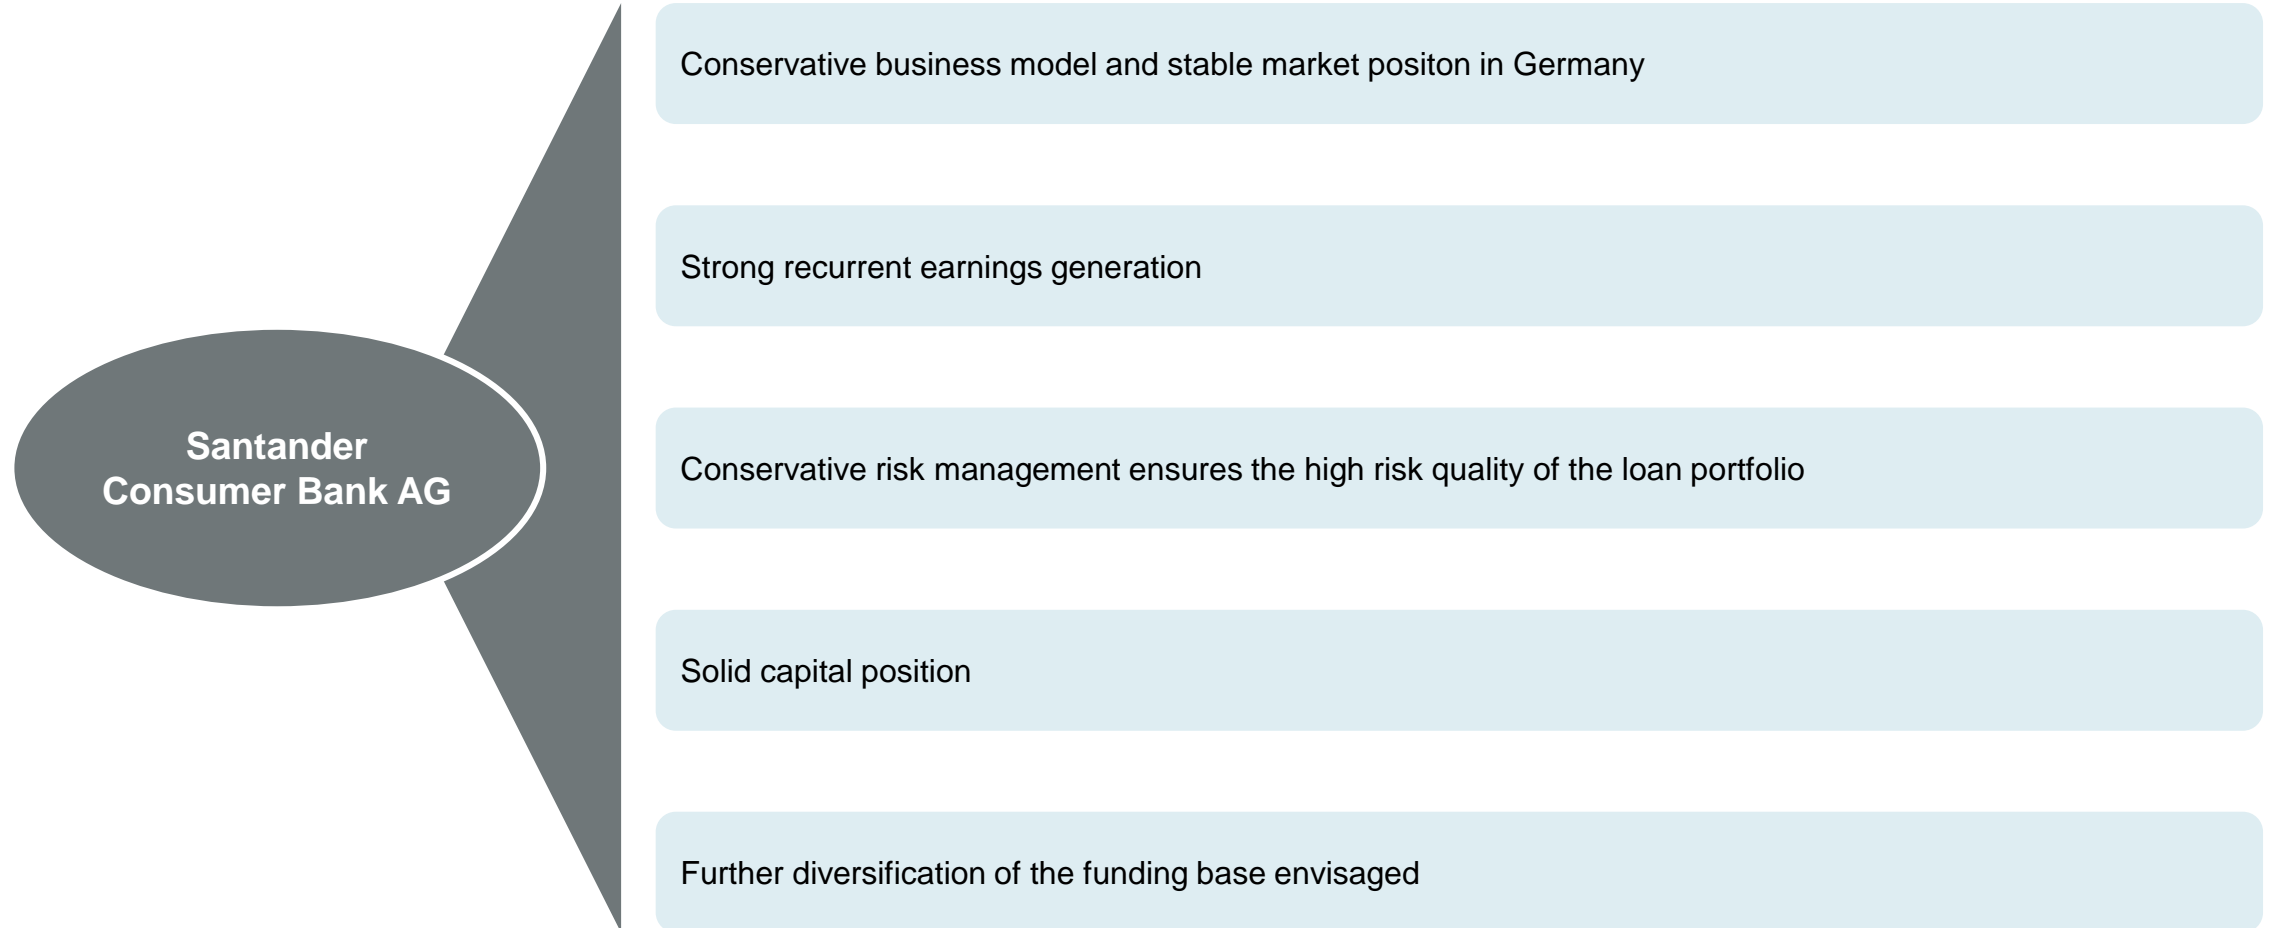 Conservative business model and stable market positon in Germany
Strong recurrent earnings generation
Santander
Consumer Bank AG
Conservative risk management ensures the high risk quality of the loan portfolio
Solid capital position
Further diversification of the funding base envisaged